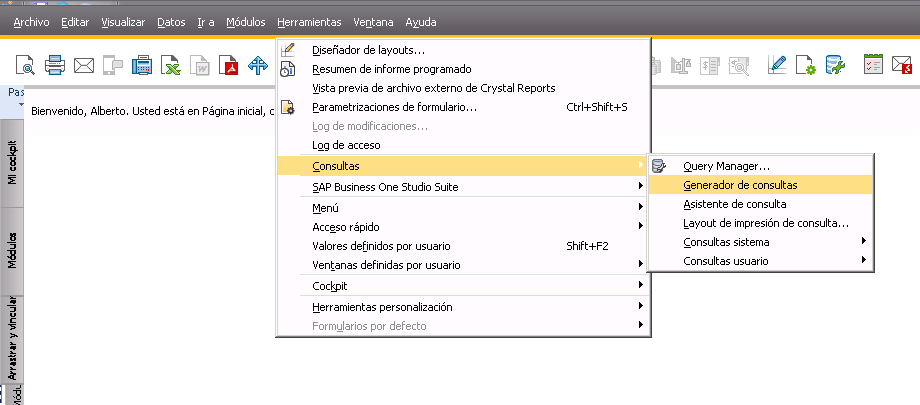 Archivo Editar Visualizar Datos Ir a Módulos Herramientas Ventana Ayuda
Bienvenido, Alberto. Usted está en Página inicial, c
Mi cockpit
Módulos
Arrastrar y vincular
Diseñador de layouts...
Resumen de informe programado
Vista previa de archivo externo de Crystal Reports
Parametrizaciones de formulario... Ctrl+Shift+S
Log de modificaciones...
Log de acceso
Consultas
SAP Business One Studio Suite
Menú
Acceso rápido
Valores definidos por usuario Shift+F2
Ventanas definidas por usuario
Cockpit
Herramientas personalización
Formularios por defecto
Query Manager...
Generador de consultas
Asistente de consulta
Layout de impresión de consulta...
Consultas sistema
Consultas usuario